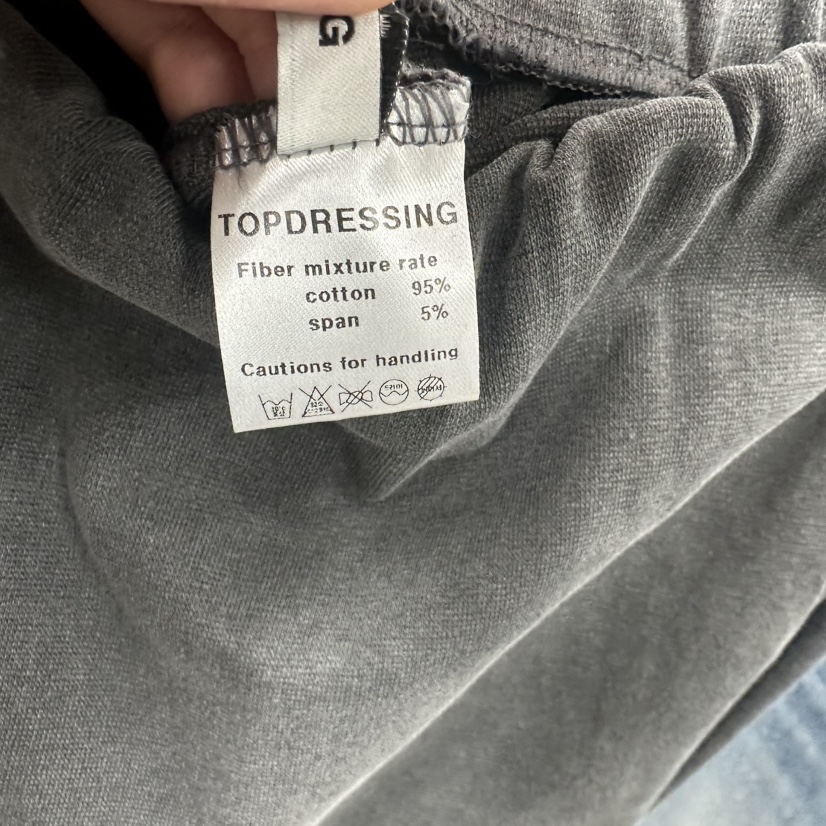 G
TOPDRESSING
Fiber mixture rate
cotton 95%
span 5%
Cautions for handling